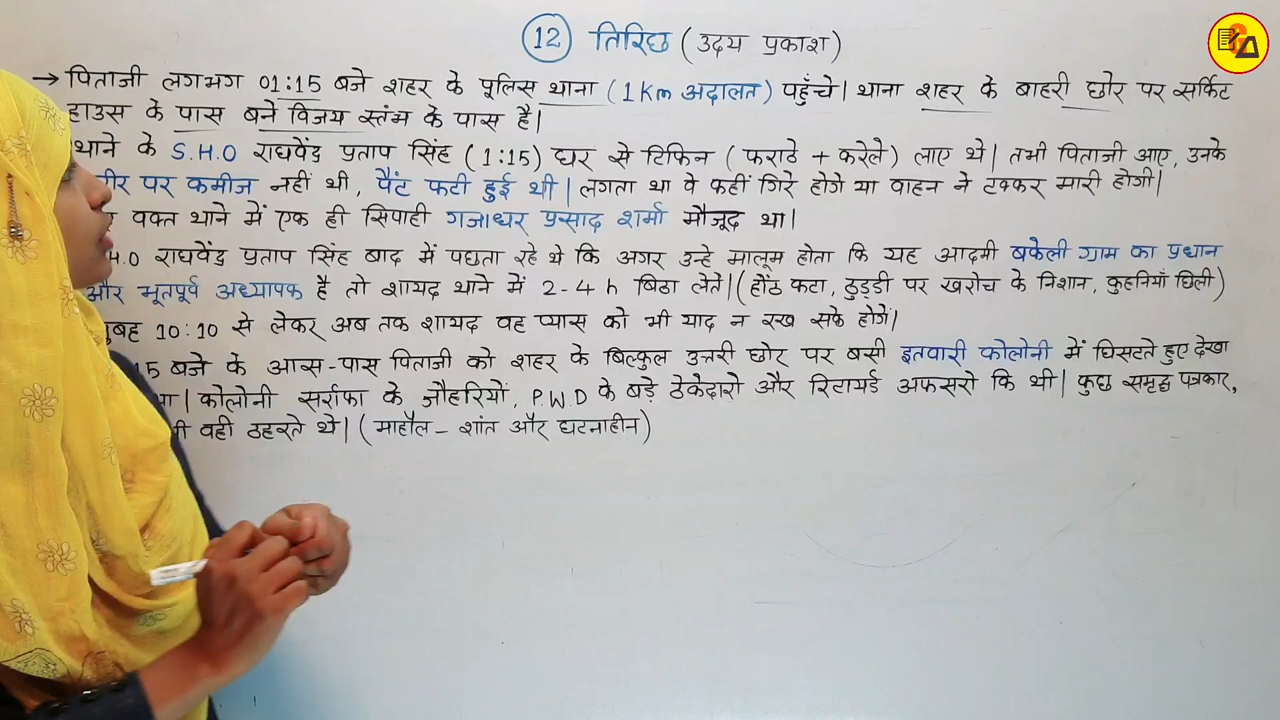 12 तिरिछ (उदय प्रकाश)
→ पिताजी लगभग 01:15 बजे शहर के पूलिस थाना (1Km अदालत) पहुँचे। थाना शहर के बाहरी छोर पर सर्किट
हाउस के पास बने विजय स्तंभ के पास है।
थाने के S.H.O राघवेंद्र प्रताप सिंह (1:15) घर से टिफिन (फराठे + करेले) लाए थे। तभी पिताजी आए, उनके
पर कमीज नहीं थी, पैंट फटी हुई थी। लगता था वे कहीं गिरे होगे या वाहन ने टक्कर मारी होगी।
वक्त थाने में एक ही सिपाही गजाधर प्रसाद शर्मा मौजूद था।
H.O राघवेंद्र प्रताप सिंह बाद में पछता रहे थे कि अगर उन्हे मालूम होता कि यह आदमी बकेली ग्राम का प्रधान
और भूतपूर्व अध्यापक है तो शायद थाने में 2-4 h बिठा लेतें। (होंठ कटा, ठुड्डी पर खरोच के निशान, कुहनियाँ छिली)
सुबह 10:10 से लेकर अब तक शायद वह प्यास को भी याद न रख सके होगें।
15 बजे के आस-पास पिताजी को शहर के बिल्कुल उत्तरी छोर पर बसी इतवारी कोलोनी में घिसटते हुए देखा
था। कोलोनी सर्राफा के जौहरियों, P.W.D के बड़े ठेकेदारो और रिटायर्ड अफसरो कि थी। कुछ समृद्ध पत्रकार,
वही ठहरते थे। (माहौल - शांत और घटनाहीन)